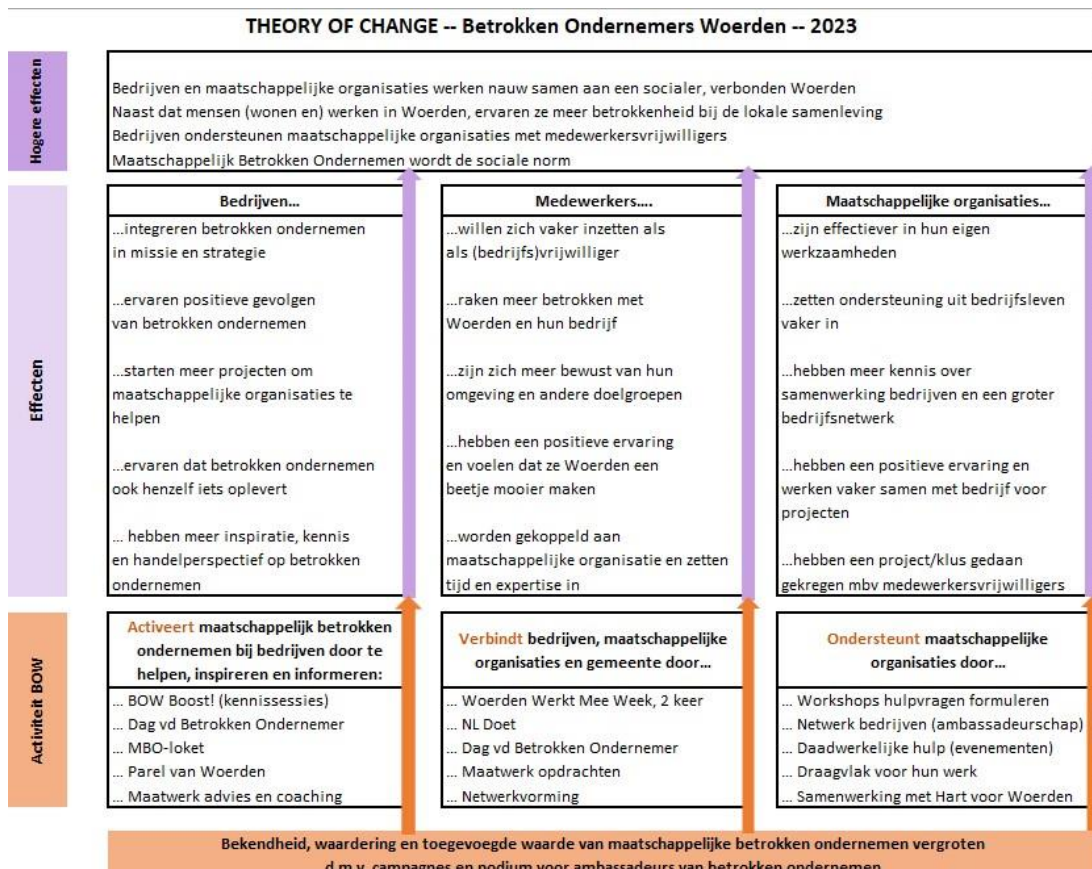 THEORY OF CHANGE -- Betrokken Ondernemers Woerden -- 2023
Hogere effecten
Bedrijven en maatschappelijke organisaties werken nauw samen aan een socialer, verbonden Woerden
Naast dat mensen (wonen en) werken in Woerden, ervaren ze meer betrokkenheid bij de lokale samenleving
Bedrijven ondersteunen maatschappelijke organisaties met medewerkersvrijwilligers
Maatschappelijk Betrokken Ondernemen wordt de sociale norm
Effecten
Bedrijven…
…integreren betrokken ondernemen
in missie en strategie
…ervaren positieve gevolgen
van betrokken ondernemen
…starten meer projecten om
maatschappelijke organisaties te
helpen
…ervaren dat betrokken ondernemen
ook henzelf iets oplevert
… hebben meer inspiratie, kennis
en handelperspectief op betrokken
ondernemen
Medewerkers….
…willen zich vaker inzetten als
als (bedrijfs)vrijwilliger
…raken meer betrokken met
Woerden en hun bedrijf
…zijn zich meer bewust van hun
omgeving en andere doelgroepen
…hebben een positieve ervaring
en voelen dat ze Woerden een
beetje mooier maken
…worden gekoppeld aan
maatschappelijke organisatie en zetten
tijd en expertise in
Maatschappelijke organisaties…
…zijn effectiever in hun eigen
werkzaamheden
…zetten ondersteuning uit bedrijfsleven
vaker in
…hebben meer kennis over
samenwerking bedrijven en een groter
bedrijfsnetwerk
…hebben een positieve ervaring en
werken vaker samen met bedrijf voor
projecten
…hebben een project/klus gedaan
gekregen mbv medewerkersvrijwilligers
Activiteit BOW
Activeert maatschappelijk betrokken
ondernemen bij bedrijven door te
helpen, inspireren en informeren:
… BOW Boost! (kennissessies)
… Dag vd Betrokken Ondernemer
… MBO-loket
… Parel van Woerden
… Maatwerk advies en coaching
Verbindt bedrijven, maatschappelijke
organisaties en gemeente door…
… Woerden Werkt Mee Week, 2 keer
… NL Doet
… Dag vd Betrokken Ondernemer
… Maatwerk opdrachten
… Netwerkvorming
Ondersteunt maatschappelijke
organisaties door…
… Workshops hulpvragen formuleren
… Netwerk bedrijven (ambassadeurschap)
… Daadwerkelijke hulp (evenementen)
… Draagvlak voor hun werk
… Samenwerking met Hart voor Woerden
Bekendheid, waardering en toegevoegde waarde van maatschappelijke betrokken ondernemen vergroten
d.m.v. campagnes en podium voor ambassadeurs van betrokken ondernemen